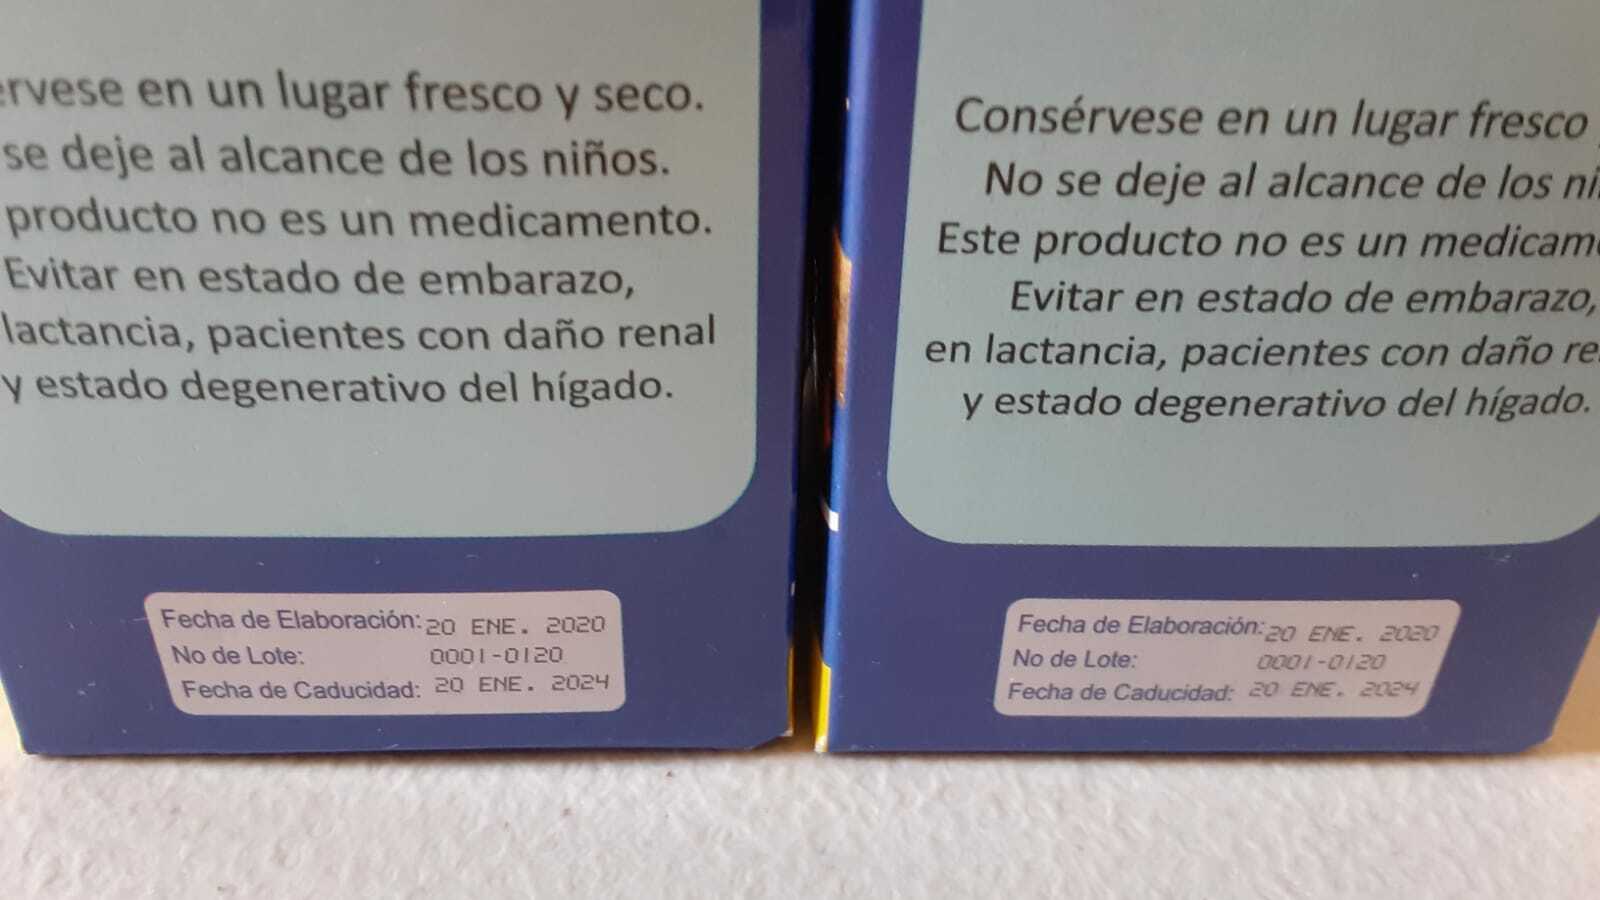 en un lugar fresco y seco.
se deje al alcance de los niños.
producto no es un medicamento.
Evitar en estado de embarazo,
lactancia, pacientes con daño renal
y estado degenerativo del hígado.
Fecha de Elaboración: 20 ENE. 2020
No de Lote: 0001-0120
Fecha de Caducidad: 20 ENE. 2024
Consérvese en un lugar fresco
No se deje al alcance de los
Este producto no es un
Evitar en estado de embarazo,
en lactancia, pacientes con daño
y estado degenerativo del hígado.
Fecha de Elaboración: 20 ENE. 2020
No de Lote: 0001-0120
Fecha de Caducidad: 20 ENE. 2024